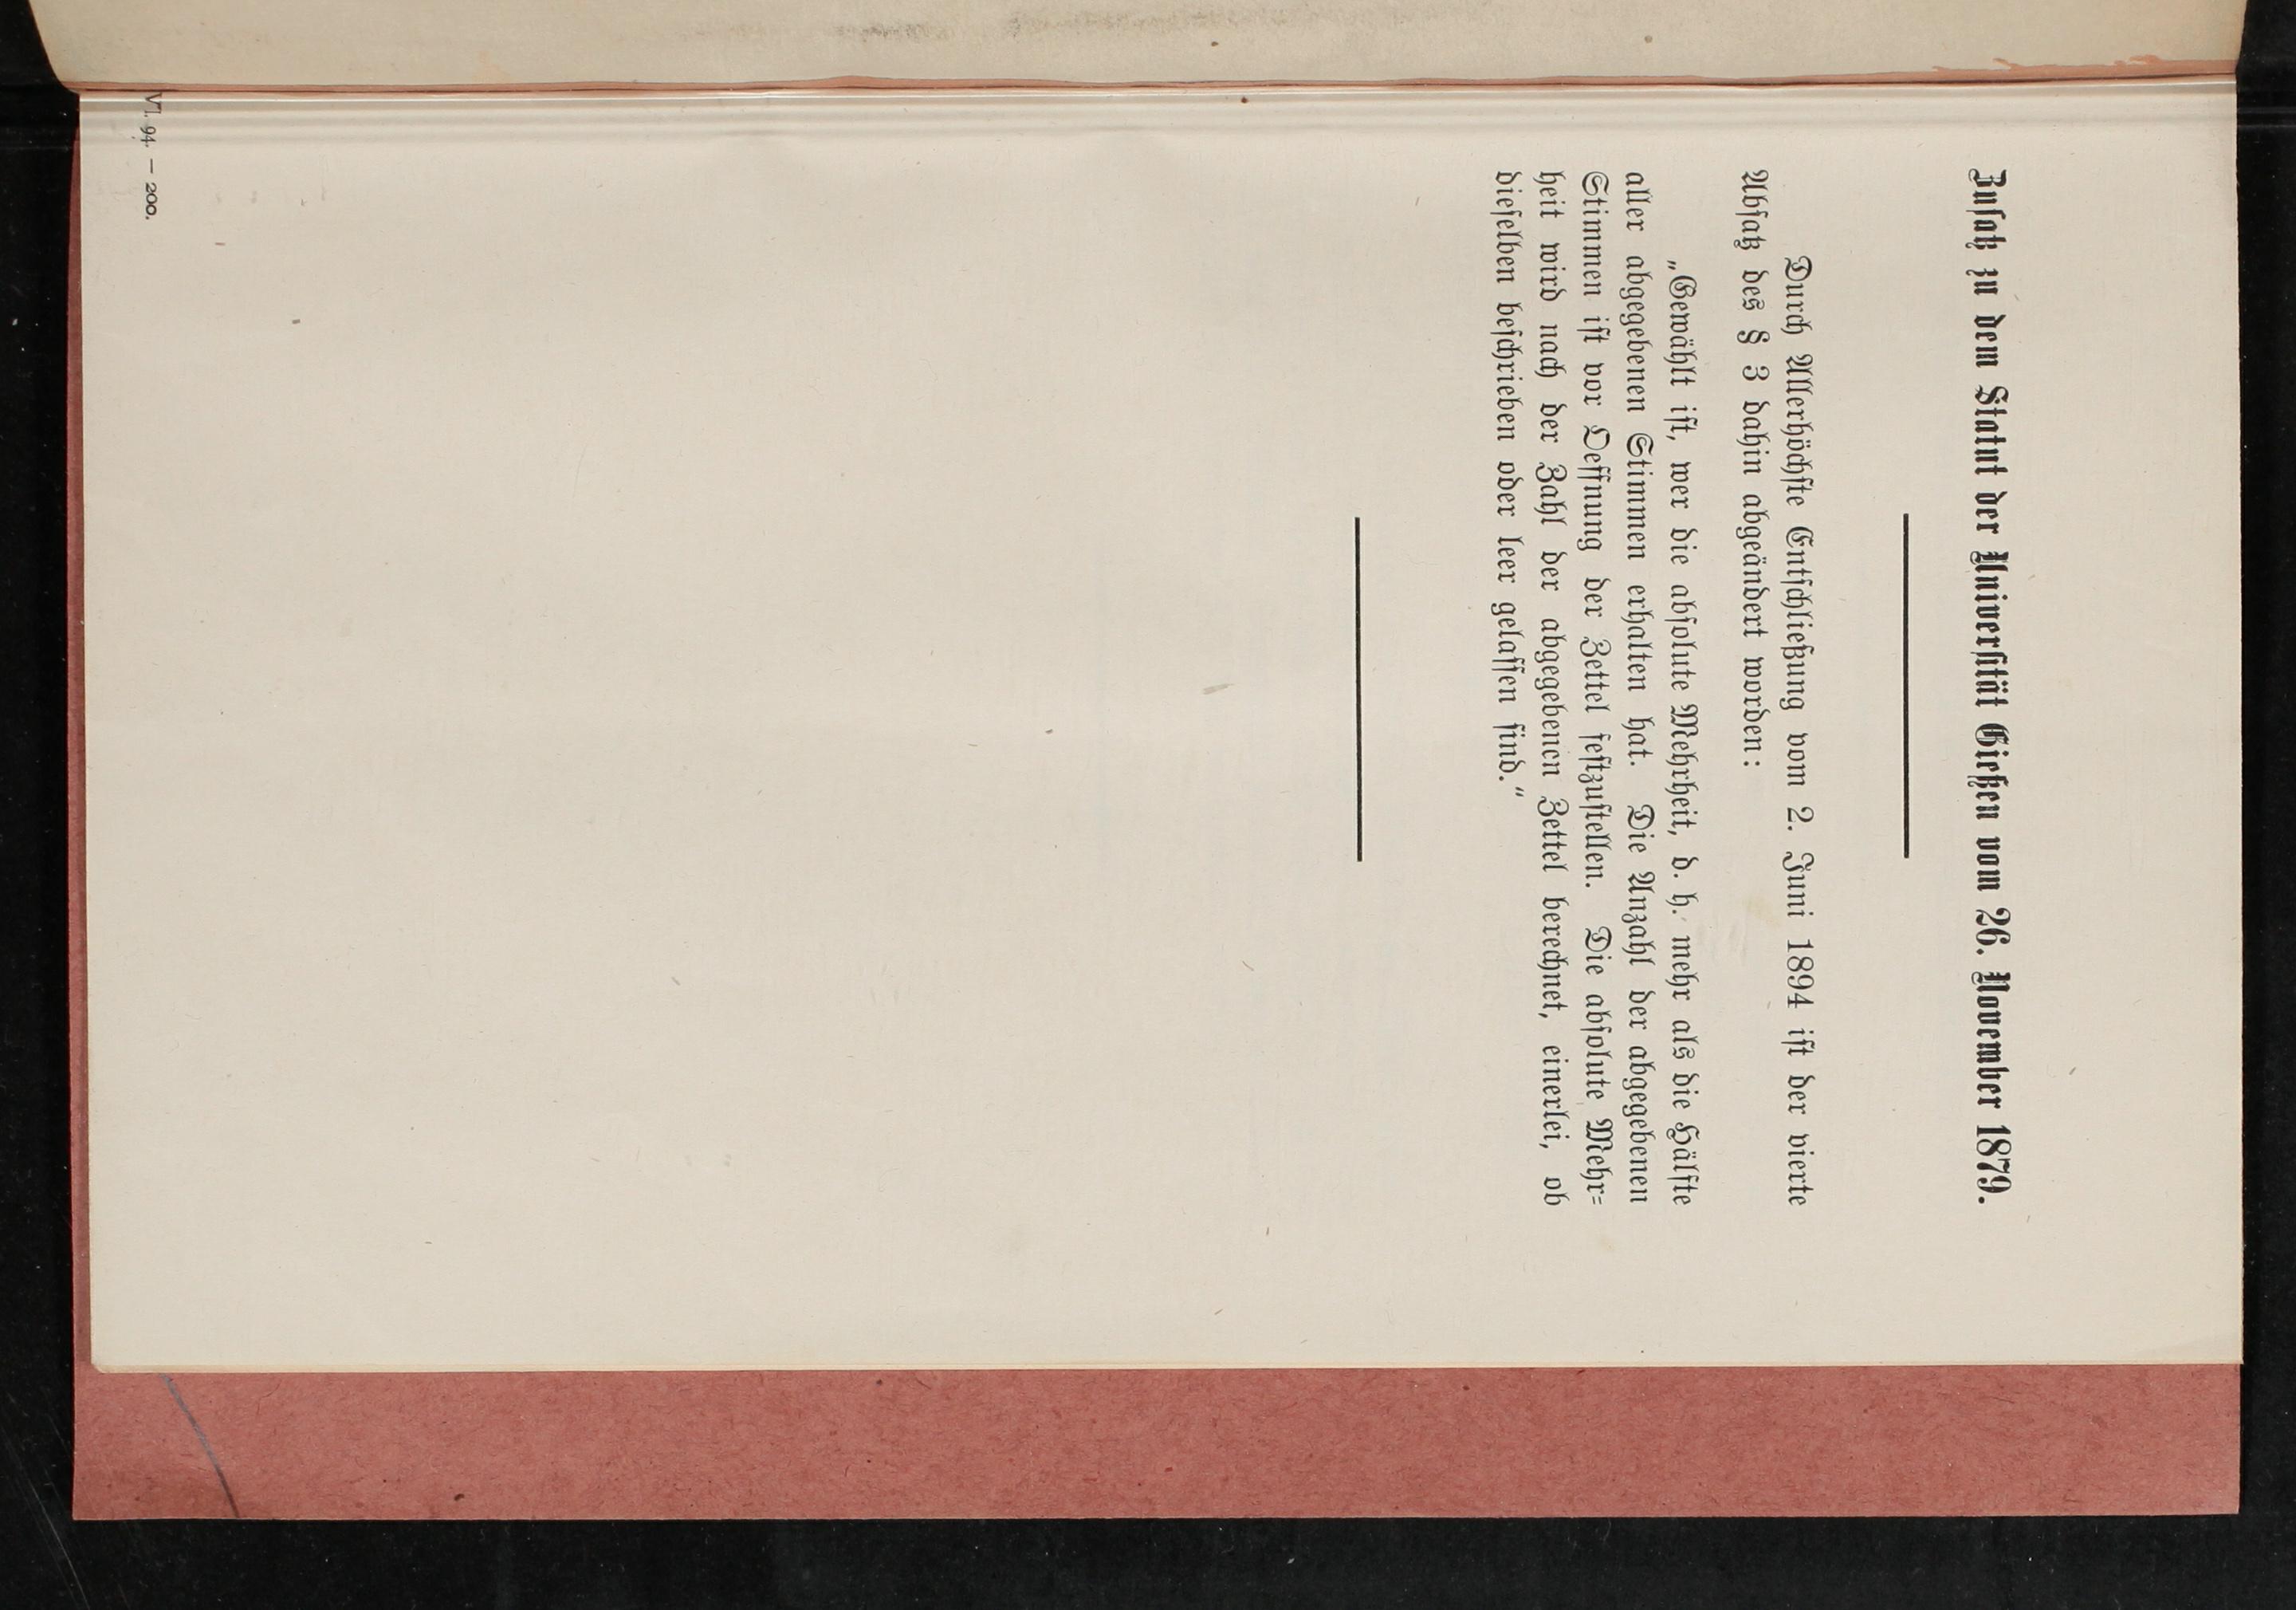 Zusatz zu dem Statut der Universität Gießen vom 26. November 1879.
Durch Allerhöchste Entschließung vom 2. Juni 1894 ist der vierte
Absatz des § 3 dahin abgeändert worden:
„Gewählt ist, wer die absolute Mehrheit, d. h. mehr als die Hälfte
aller abgegebenen Stimmen erhalten hat. Die Anzahl der abgegebenen
Stimmen ist vor Oeffnung der Zettel festzustellen. Die absolute Mehr=
heit wird nach der Zahl der abgegebenen Zettel berechnet, einerlei, ob
dieselben beschrieben oder leer gelassen sind.“
VI. 94. — 200.